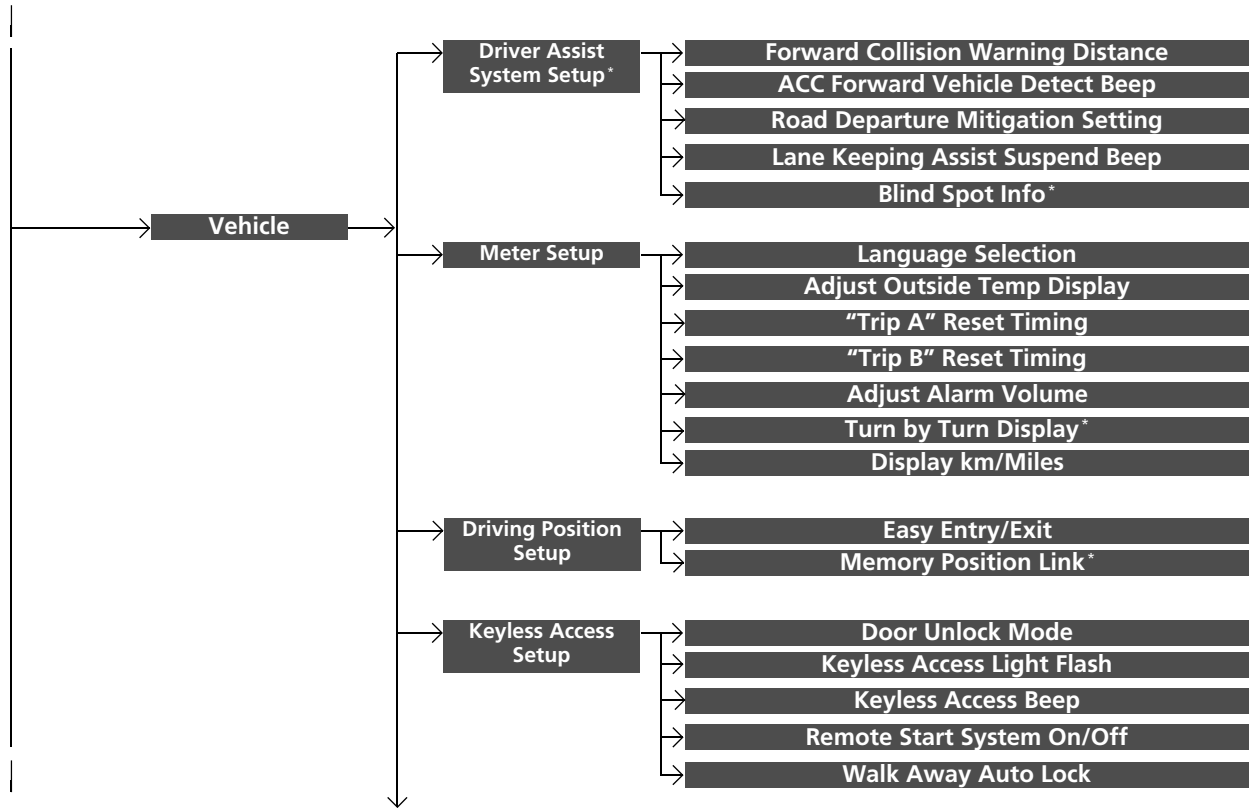 Vehicle
Driver Assist
System Setup*
Forward Collision Warning Distance
ACC Forward Vehicle Detect Beep
Road Departure Mitigation Setting
Lane Keeping Assist Suspend Beep
Blind Spot Info*
Meter Setup
Language Selection
Adjust Outside Temp Display
“Trip A” Reset Timing
“Trip B” Reset Timing
Adjust Alarm Volume
Turn by Turn Display*
Display km/Miles
Driving Position
Setup
Easy Entry/Exit
Memory Position Link*
Keyless Access
Setup
Door Unlock Mode
Keyless Access Light Flash
Keyless Access Beep
Remote Start System On/Off
Walk Away Auto Lock